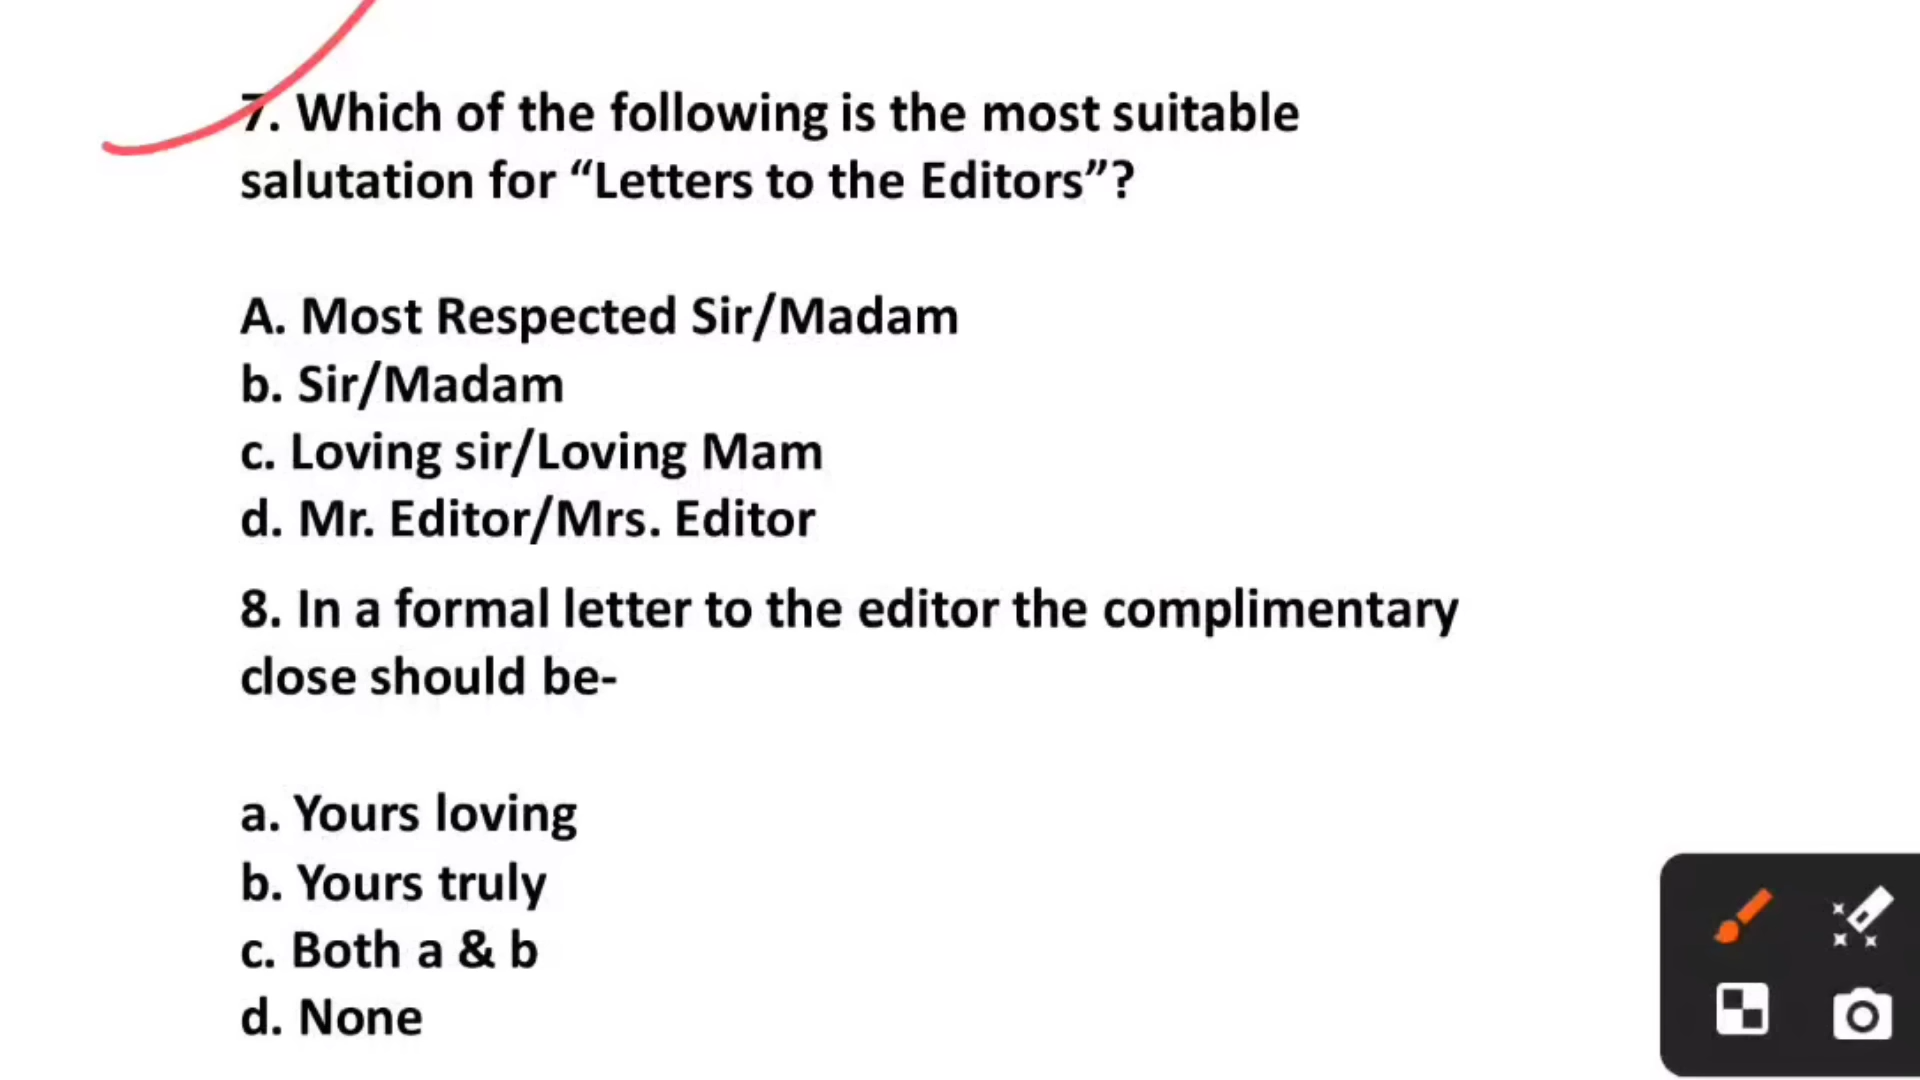 7. Which of the following is the most suitable
salutation for “Letters to the Editors”?
A. Most Respected Sir/Madam
b. Sir/Madam
c. Loving sir/Loving Mam
d. Mr. Editor/Mrs. Editor
8. In a formal letter to the editor the complimentary
close should be-
a. Yours loving
b. Yours truly
c. Both a & b
d. None